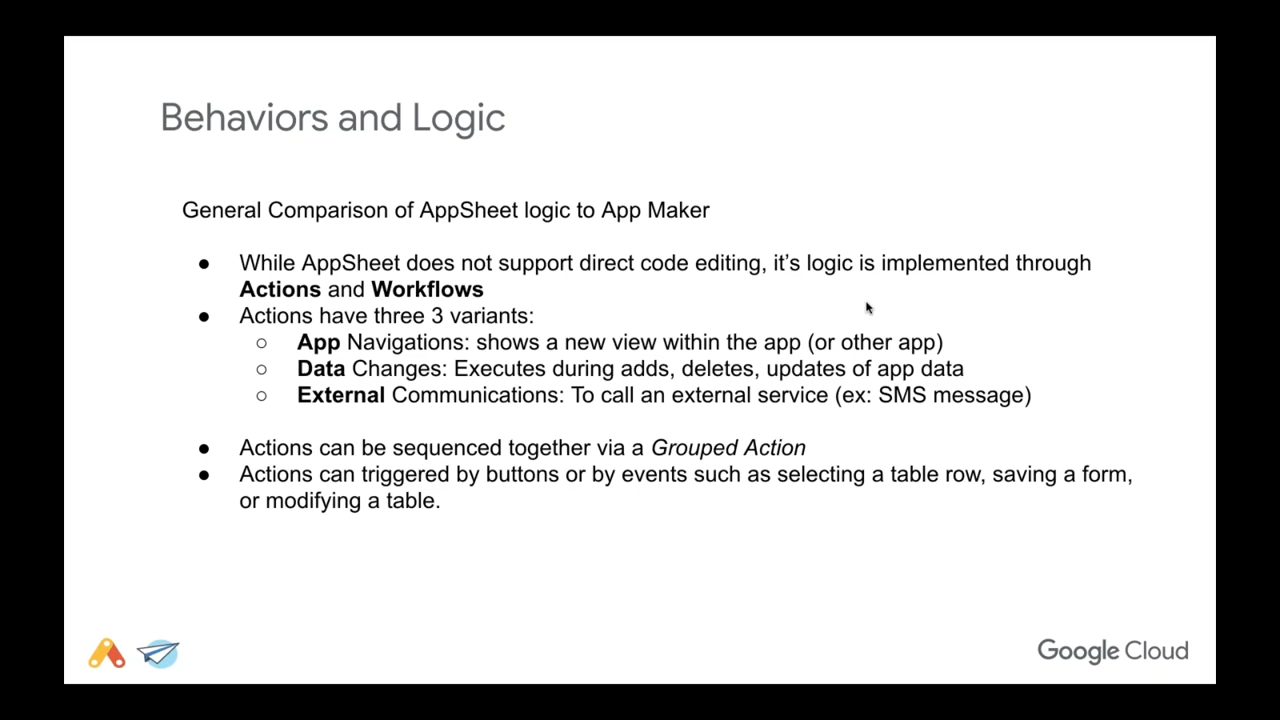 Behaviors and Logic
General Comparison of AppSheet logic to App Maker
● While AppSheet does not support direct code editing, it's logic is implemented through
Actions and Workflows
● Actions have three 3 variants:
○ App Navigations: shows a new view within the app (or other app)
○ Data Changes: Executes during adds, deletes, updates of app data
○ External Communications: To call an external service (ex: SMS message)
● Actions can be sequenced together via a Grouped Action
● Actions can triggered by buttons or by events such as selecting a table row, saving a form,
or modifying a table.
Google Cloud